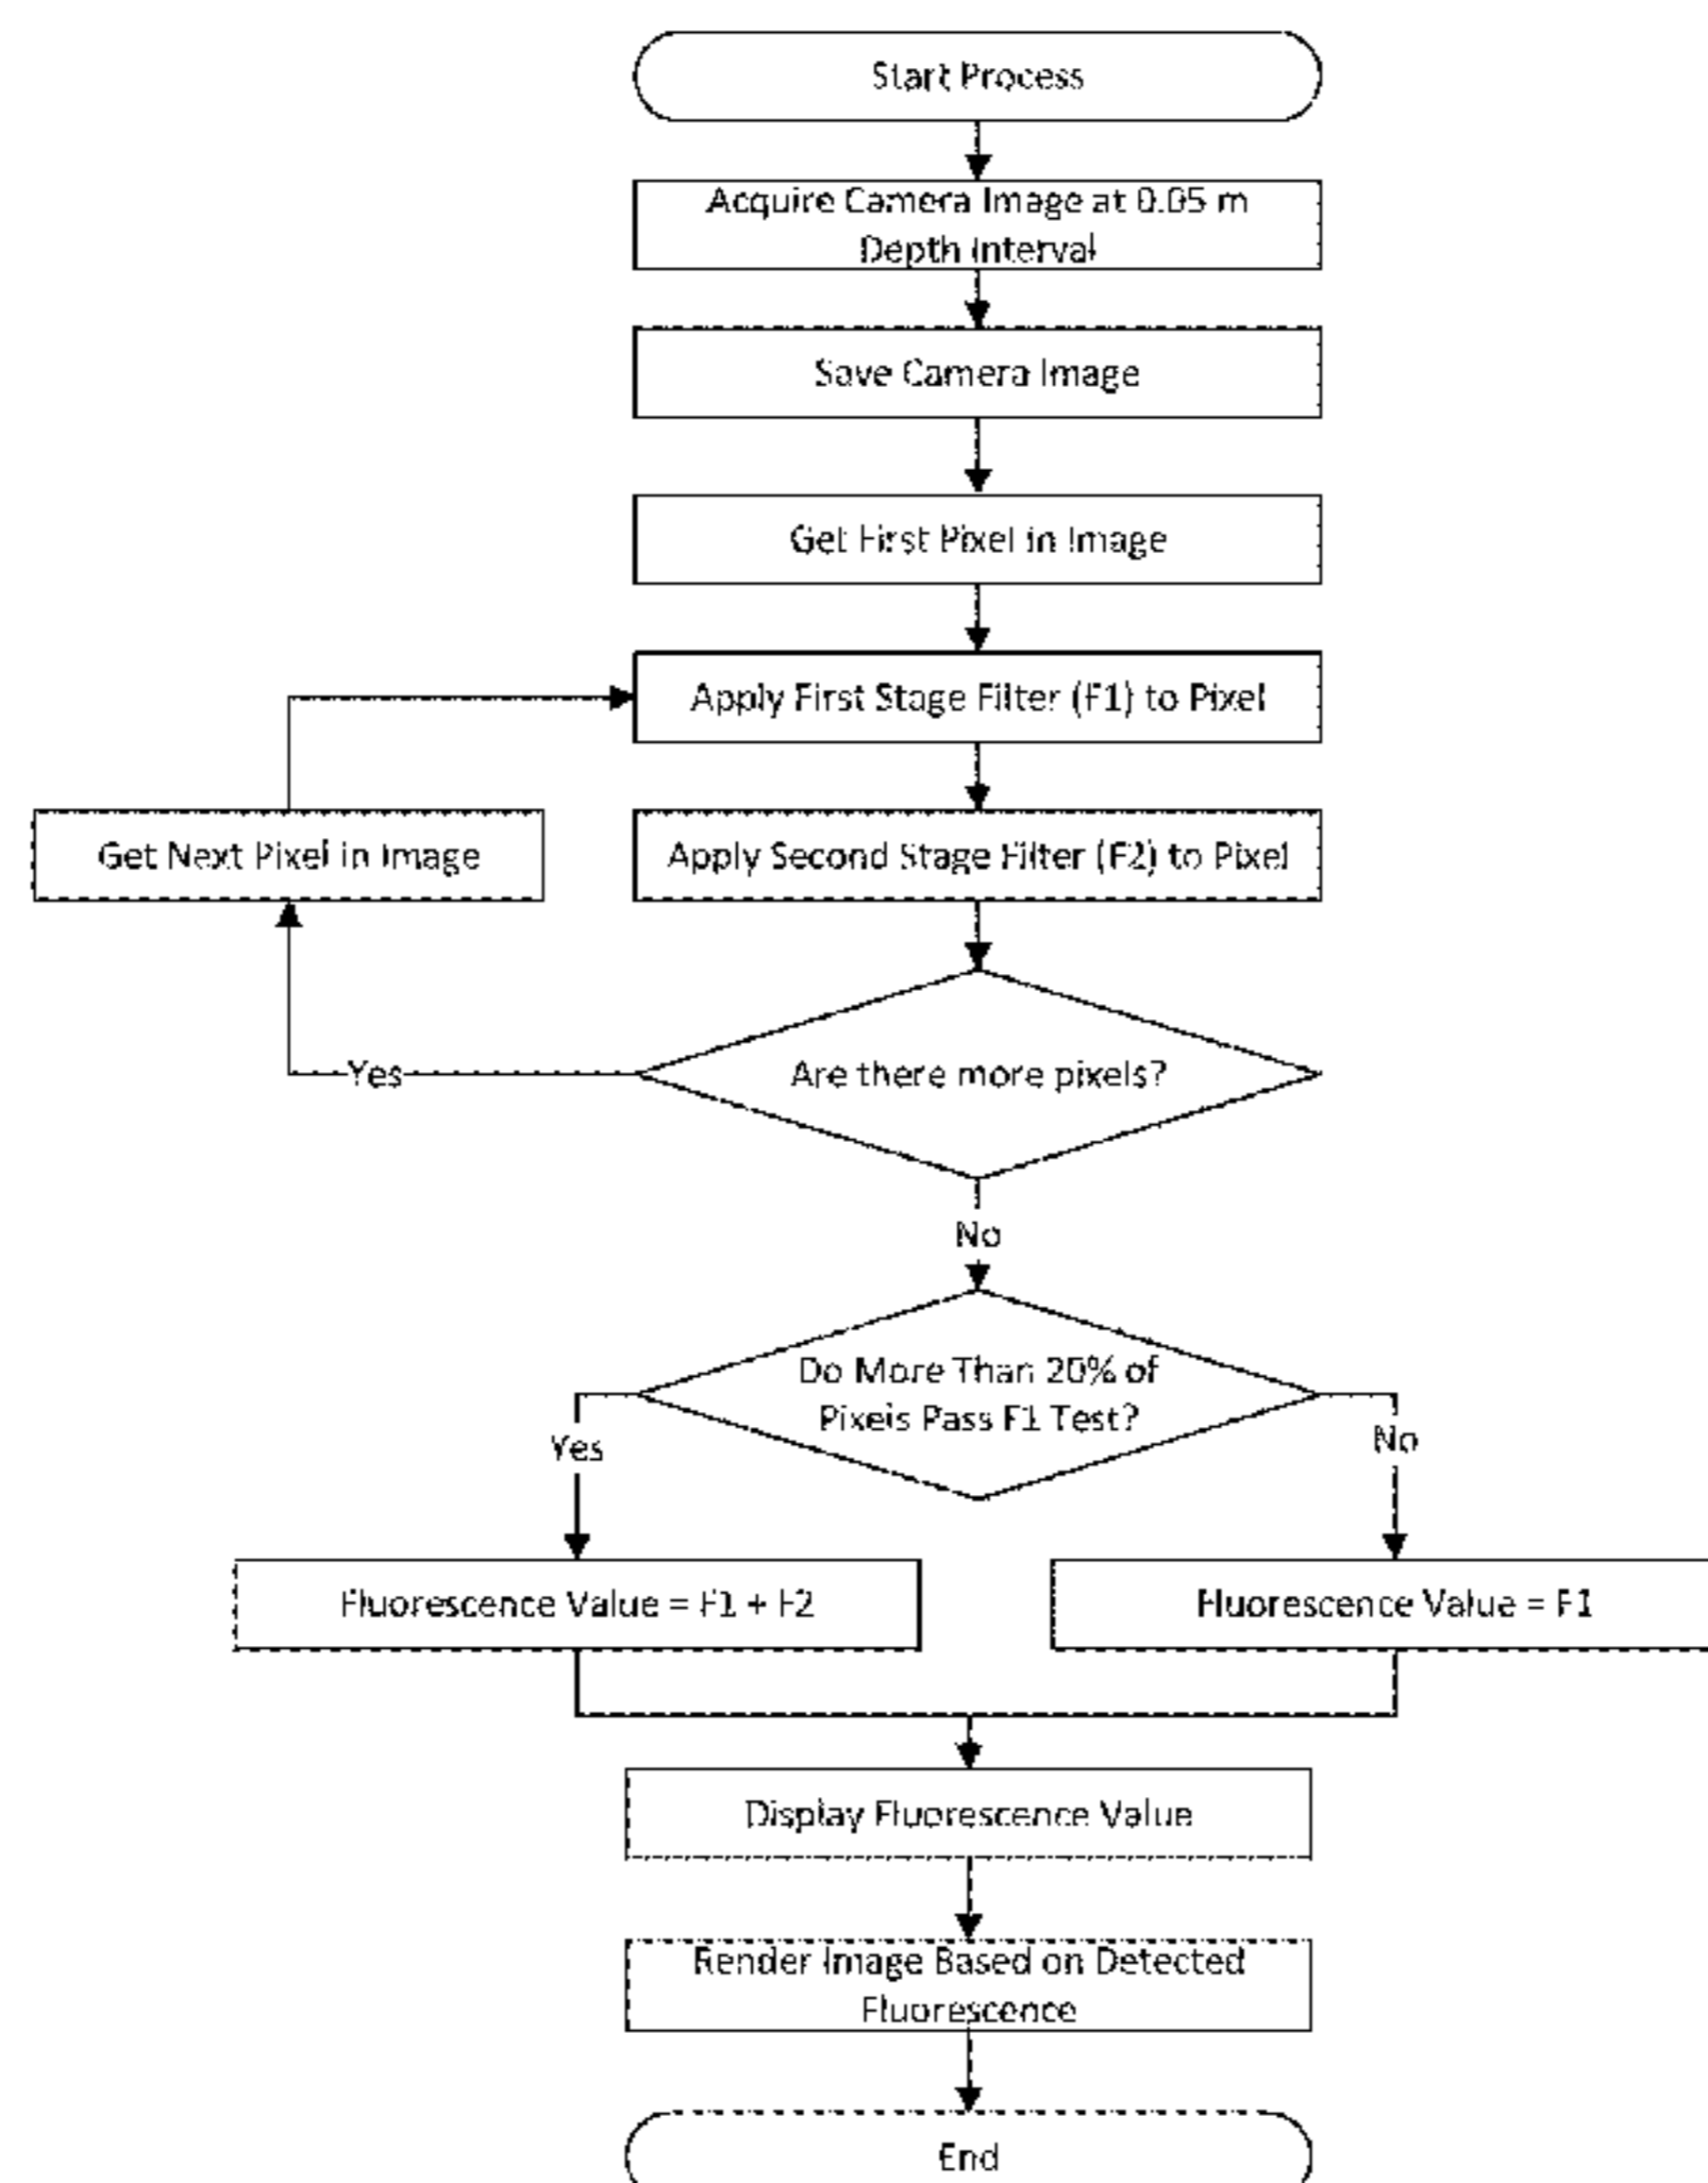 Start Process
Acquire Camera Image at 0.05 m
Depth Interval
Save Camera Image
Get First Pixel in Image
Apply First Stage Filter (F1) to Pixel
Get Next Pixel in Image
Apply Second Stage Filter (F2) to Pixel
Are there more pixels?
Yes
No
Do More Than 20% of
Pixels Pass F1 Test?
Yes
No
Fluorescence Value = F1 + F2
Fluorescence Value = F1
Display Fluorescence Value
Render Image Based on Detected
Fluorescence
End